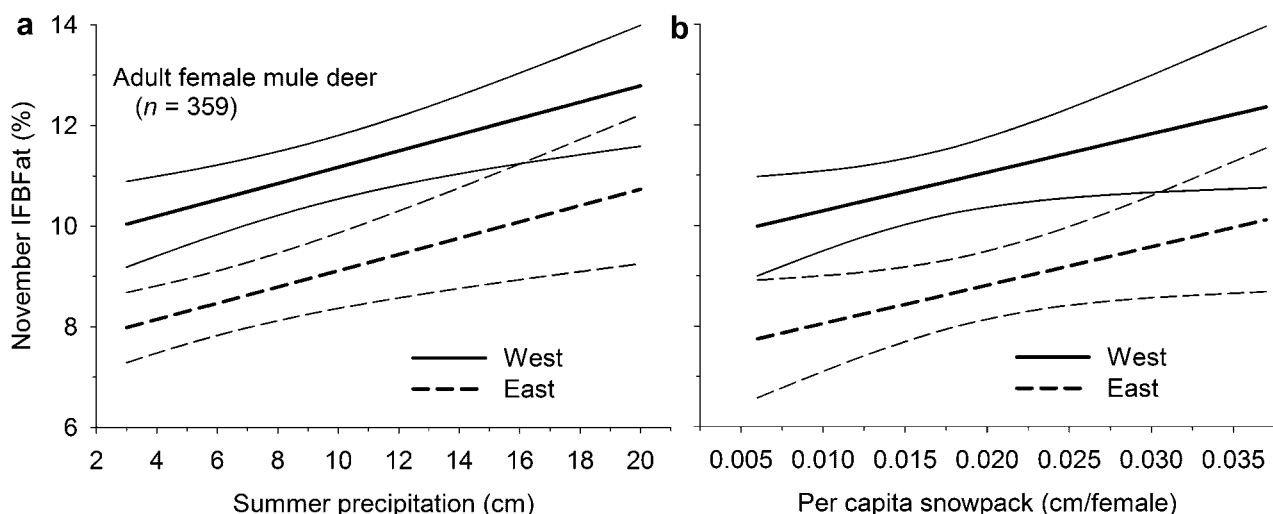 a
Adult female mule deer
(n = 359)
November IFBFat (%)
14
12
10
8
6
West
East
2 4 6 8 10 12 14 16 18 20
Summer precipitation (cm)
b
West
East
0.005 0.010 0.015 0.020 0.025 0.030 0.035
Per capita snowpack (cm/female)